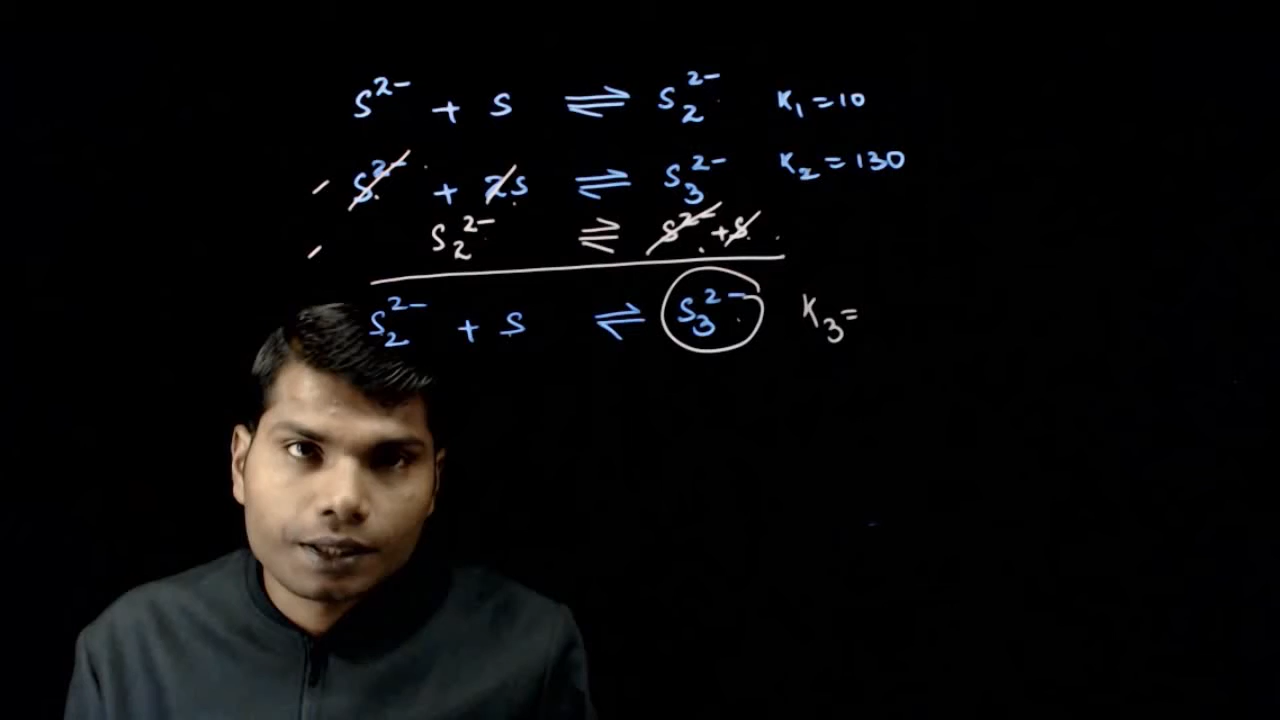 S²⁻ + S ⇌ S₂²⁻ K₁ = 10
S²⁻ + 2S ⇌ S₃²⁻ K₂ = 130
S₂²⁻ ⇌ S²⁻ + S
S₂²⁻ + S ⇌ S₃²⁻ K₃ =